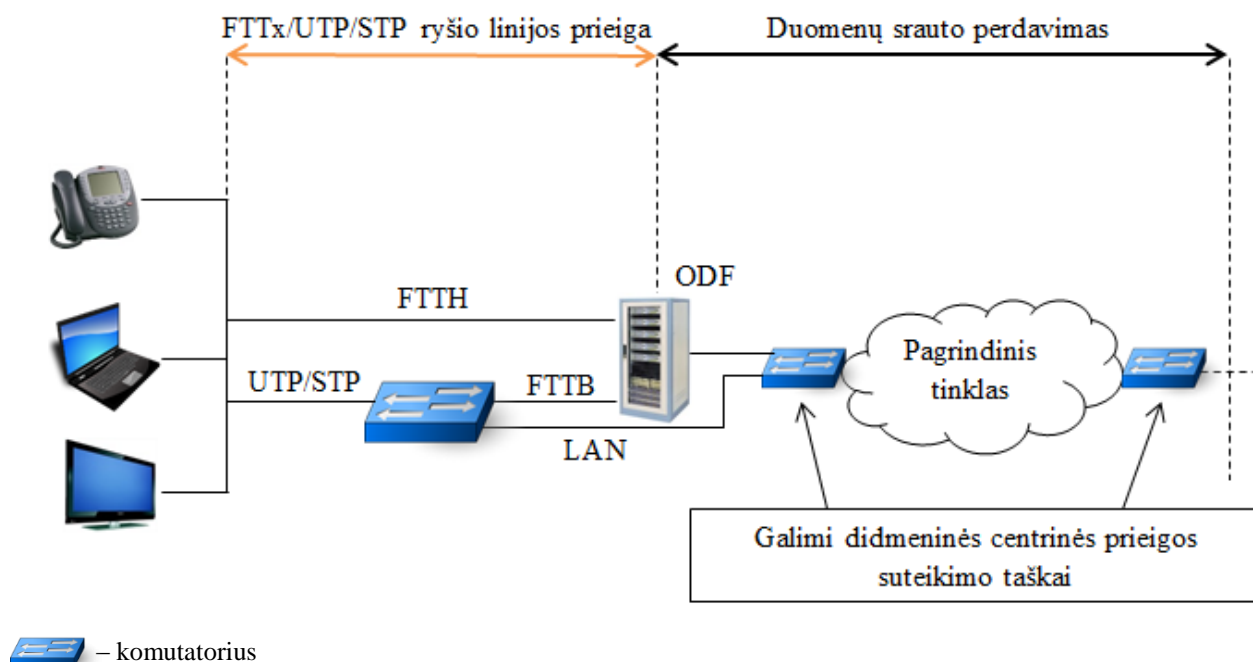 FTTx/UTP/STP ryšio linijos prieiga
Duomenų srauto perdavimas
ODF
FTTH
Pagrindinis
tinklas
UTP/STP
FTTB
LAN
Galimi didmeninės centrinės prieigos
suteikimo taškai
– komutatorius